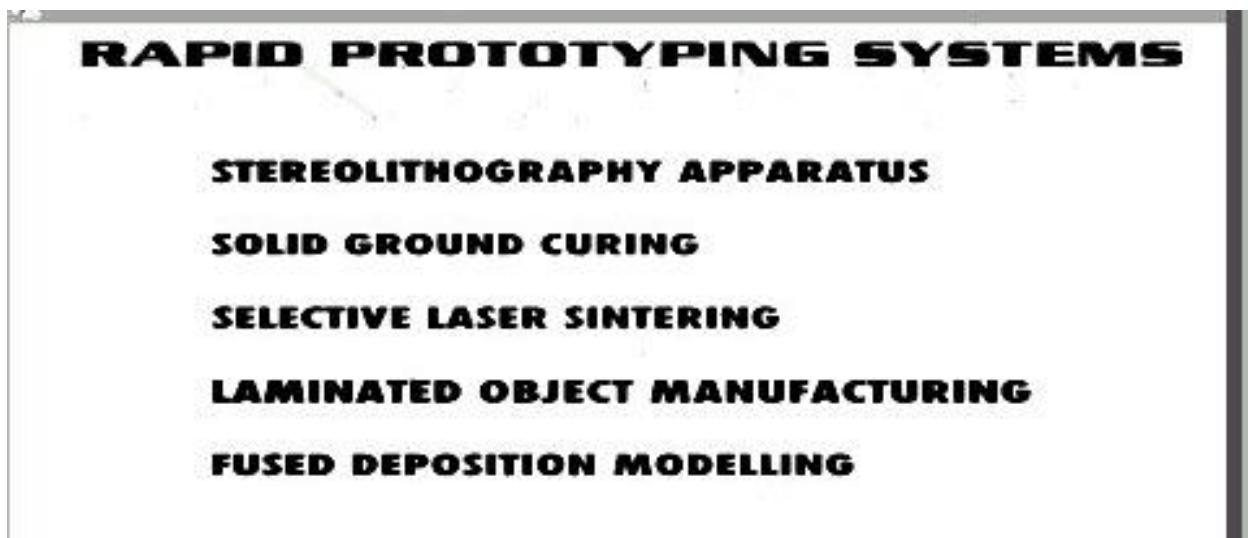 RAPID PROTOTYPING SYSTEMS
STEREOLITHOGRAPHY APPARATUS
SOLID GROUND CURING
SELECTIVE LASER SINTERING
LAMINATED OBJECT MANUFACTURING
FUSED DEPOSITION MODELLING